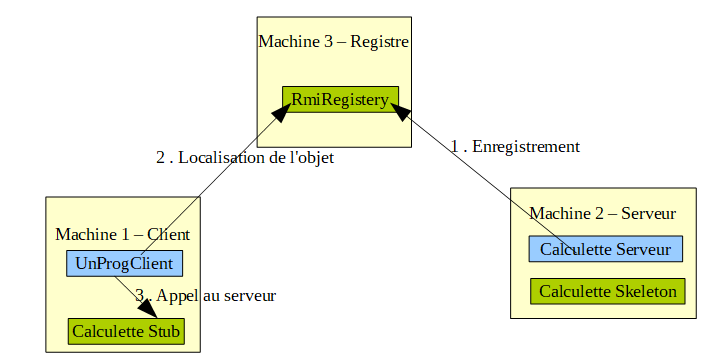 Machine 3 – Registre
RmiRegistery
2 . Localisation de l'objet
1 . Enregistrement
Machine 1 – Client
UnProgClient
3 . Appel au serveur
Calculette Stub
Machine 2 – Serveur
Calculette Serveur
Calculette Skeleton